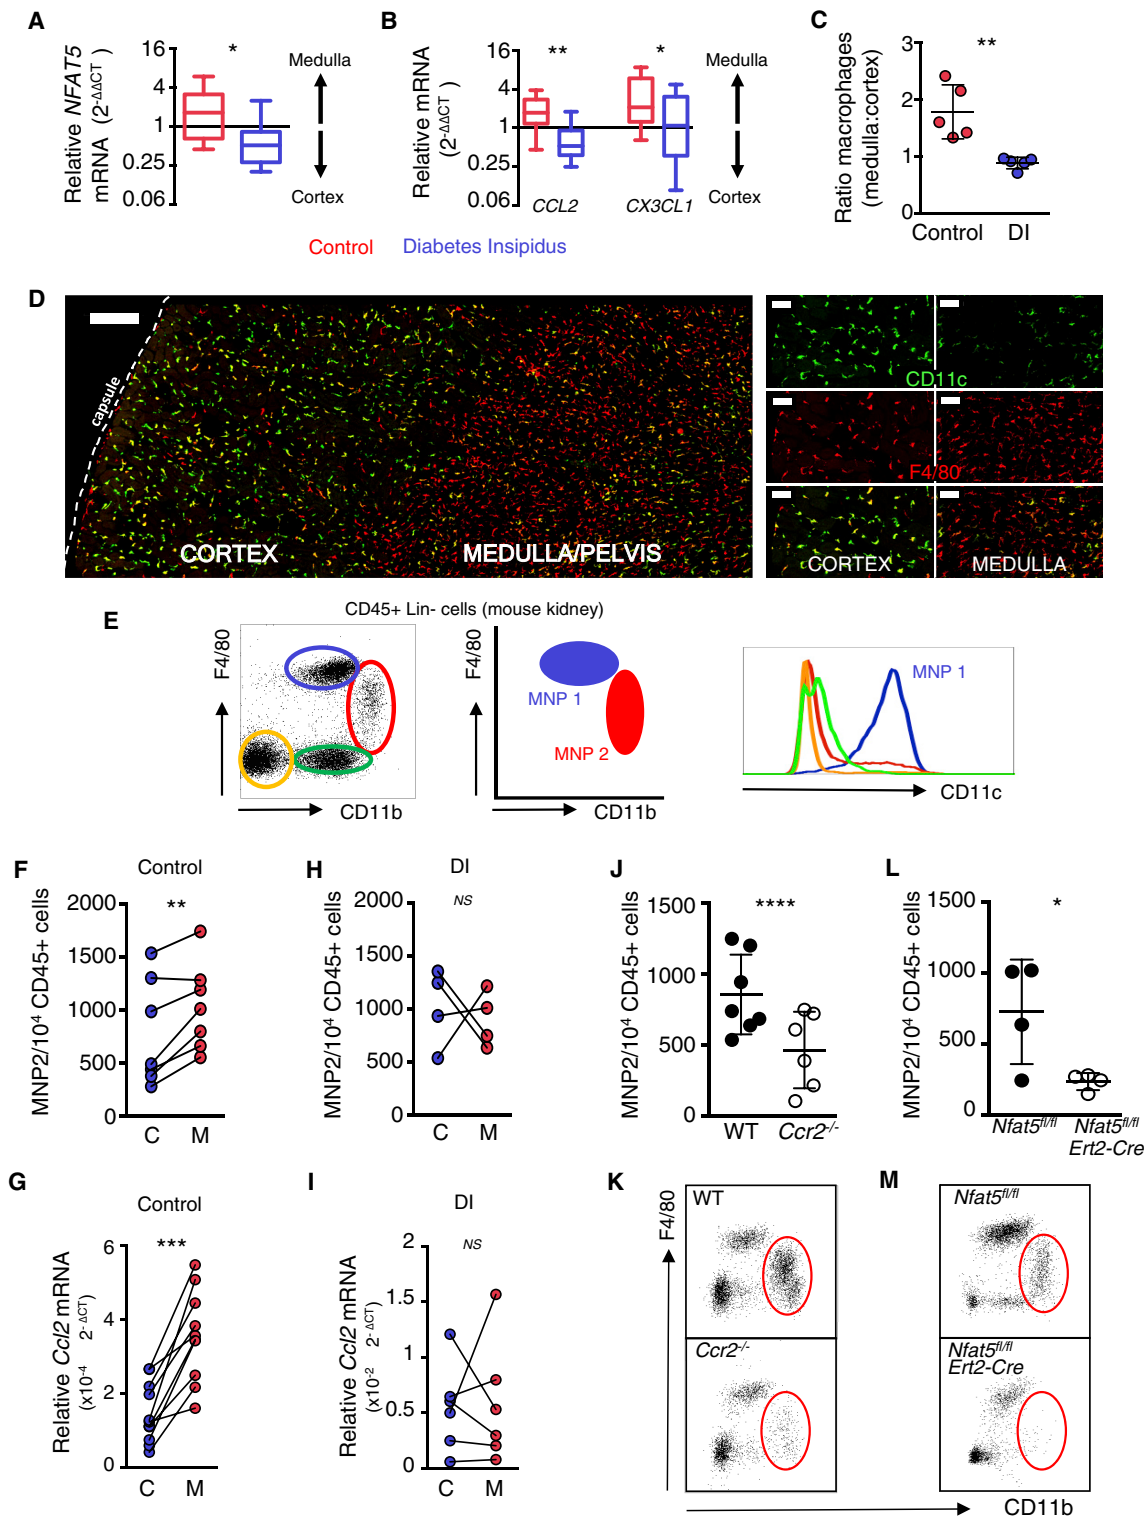 A
Relative NFAT5
mRNA (2-ΔΔCT)
16
4
1
0.25
0.06
*
Medulla
Cortex
B
Relative mRNA
(2-ΔΔCT)
16
4
1
0.25
0.06
**
*
CCL2
CX3CL1
Medulla
Cortex
C
Ratio macrophages
(medulla:cortex)
3
2
1
0
**
Control
DI
Control
Diabetes Insipidus
D
capsule
CORTEX
MEDULLA/PELVIS
CD11c
F4/80
CORTEX
MEDULLA
E
CD45+ Lin- cells (mouse kidney)
F4/80
CD11b
F4/80
MNP 1
MNP 2
CD11b
MNP 1
CD11c
F
Control
MNP2/10⁴ CD45+ cells
2000
1500
1000
500
0
**
C
M
H
DI
MNP2/10⁴ CD45+ cells
2000
1500
1000
500
0
NS
C
M
J
MNP2/10⁴ CD45+ cells
1500
1000
500
0
****
WT
Ccr2-/-
L
MNP2/10⁴ CD45+ cells
1500
1000
500
0
*
Nfat5fl/fl
Nfat5fl/fl
Ert2-Cre
G
Control
Relative Ccl2 mRNA
(x10-4 2-ΔCT)
6
4
2
0
***
C
M
I
DI
Relative Ccl2 mRNA
(x10-2 2-ΔCT)
2
1.5
1
0.5
0
NS
C
M
K
F4/80
WT
Ccr2-/-
M
Nfat5fl/fl
Nfat5fl/fl
Ert2-Cre
CD11b